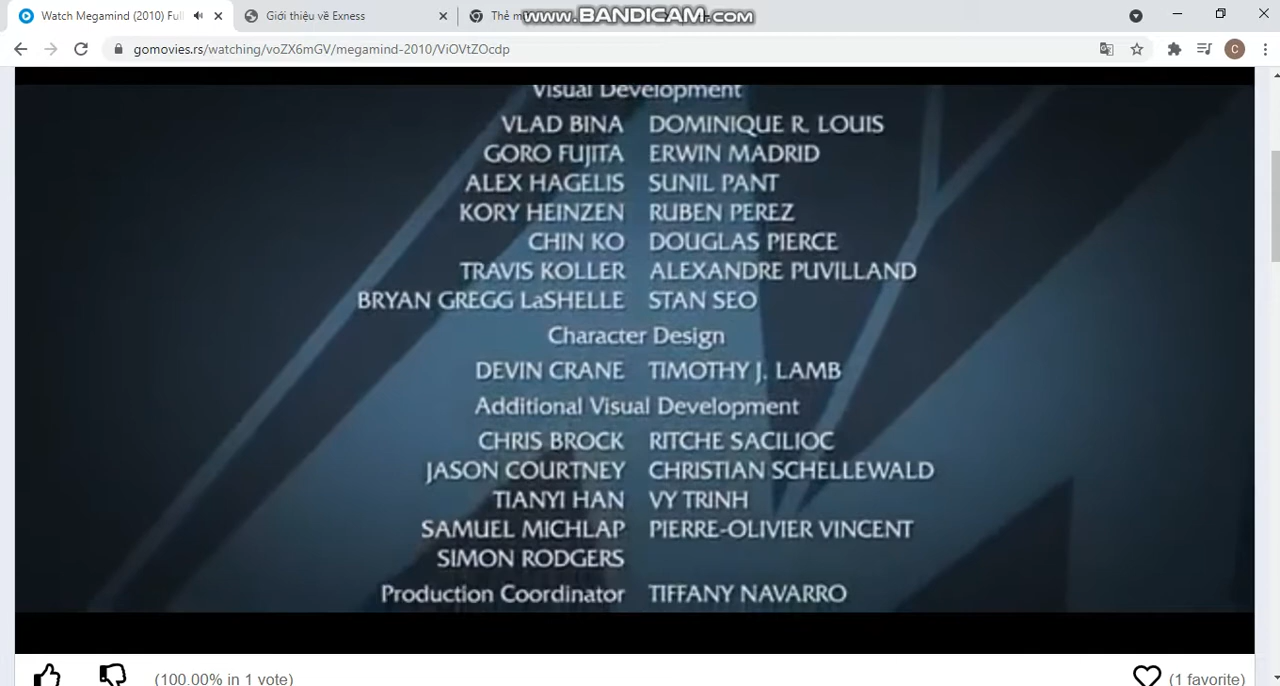 Watch Megamind (2010) Full
Giới thiệu về Exness
Thẻ m
www.BANDICAM.com
gomovies.rs/watching/voZX6mGV/megamind-2010/ViOVtZOcdp
C
Visual Development
VLAD BINA DOMINIQUE R. LOUIS
GORO FUJITA ERWIN MADRID
ALEX HAGELIS SUNIL PANT
KORY HEINZEN RUBEN PEREZ
CHIN KO DOUGLAS PIERCE
TRAVIS KOLLER ALEXANDRE PUVILLAND
BRYAN GREGG LaSHELLE STAN SEO
Character Design
DEVIN CRANE TIMOTHY J. LAMB
Additional Visual Development
CHRIS BROCK RITCHE SACILIOC
JASON COURTNEY CHRISTIAN SCHELLEWALD
TIANYI HAN VY TRINH
SAMUEL MICHLAP PIERRE-OLIVIER VINCENT
SIMON RODGERS
Production Coordinator TIFFANY NAVARRO
(100.00% in 1 vote) (1 favorite)